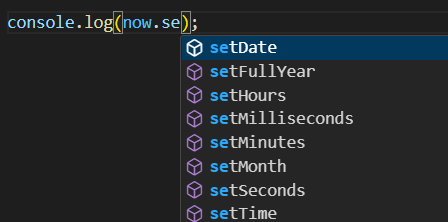 console.log(now.se);
setDate
setFullYear
setHours
setMilliseconds
setMinutes
setMonth
setSeconds
setTime